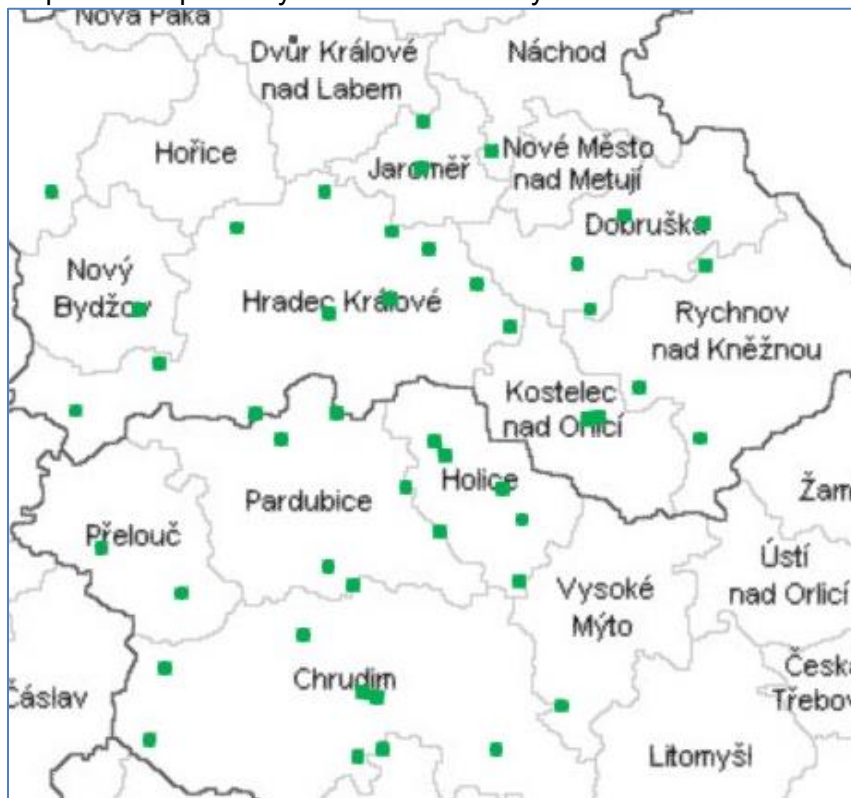 Nová Paka
Dvůr Králové
nad Labem
Náchod
Hořice
Jaroměř
Nové Město
nad Metují
Dobruška
Nový
Bydžov
Hradec Králové
Rychnov
nad Kněžnou
Kostelec
nad Orlicí
Holice
Pardubice
Žam
Přelouč
Ústí
nad Orlicí
Vysoké
Mýto
Chrudim
Čáslav
Česka
Třebov
Litomyšl